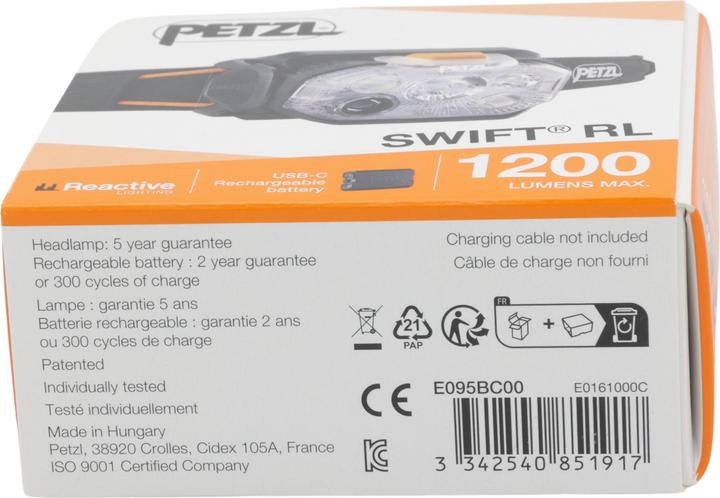 PETZL
PETZL
SWIFT® RL
Reactive
LIGHTING
USB-C
Rechargeable
battery
1200
LUMENS MAX.
Headlamp: 5 year guarantee
Rechargeable battery : 2 year guarantee
or 300 cycles of charge
Lampe : garantie 5 ans
Batterie rechargeable : garantie 2 ans
ou 300 cycles de charge
Patented
Individually tested
Testé individuellement
Made in Hungary
Petzl, 38920 Crolles, Cidex 105A, France
ISO 9001 Certified Company
Charging cable not included
Câble de charge non fourni
21
PAP
FR
+
CE
E095BC00
E0161000C
3 342540 851917